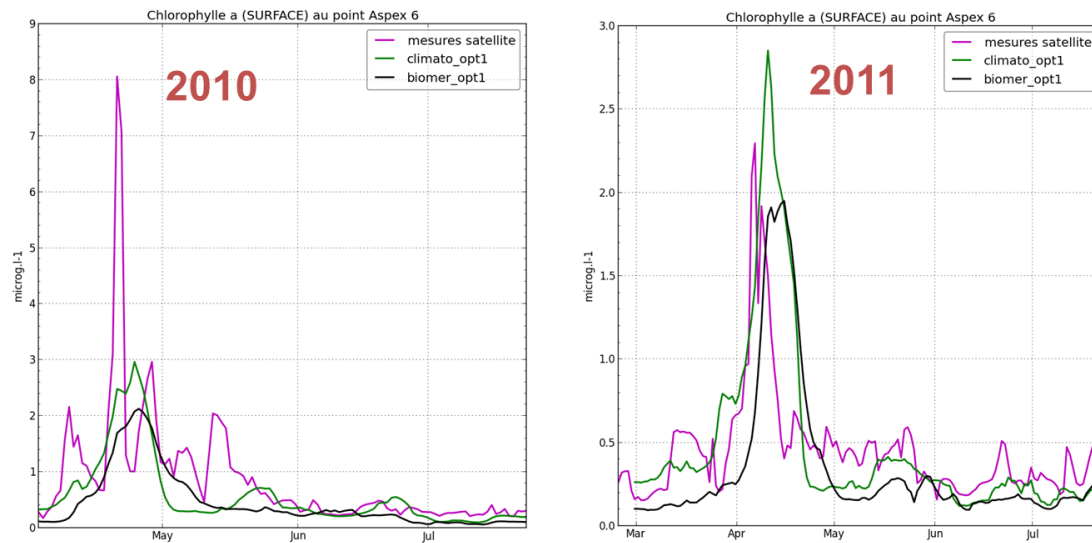 Chlorophylle a (SURFACE) au point Aspex 6
9
8
7
6
5
4
3
2
1
0
microg.l-1
mesures satellite
climato_opt1
biomer_opt1
2010
May
Jun
Jul
Chlorophylle a (SURFACE) au point Aspex 6
3.0
2.5
2.0
1.5
1.0
0.5
0.0
microg.l-1
mesures satellite
climato_opt1
biomer_opt1
2011
Mar
Apr
May
Jun
Jul